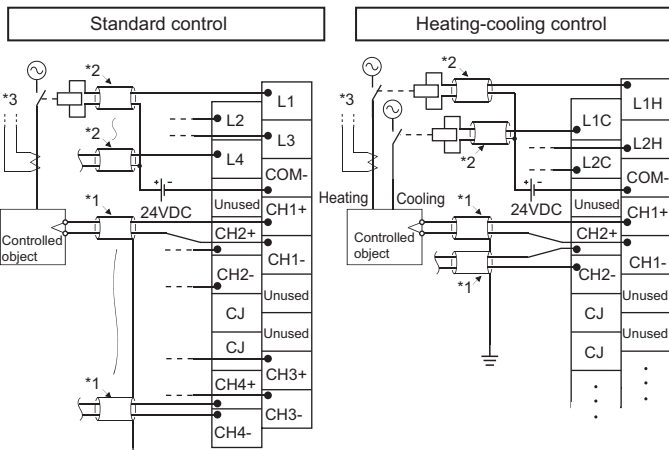 Standard control
*3
*2
*2
+ -
24VDC
*1
Controlled
object
*1
L1
L2
L3
L4
COM-
Unused
CH1+
CH2+
CH1-
CH2-
Unused
CJ
Unused
CJ
CH3+
CH4+
CH3-
CH4-
Heating-cooling control
*3
*2
*2
+ -
Heating
Cooling
24VDC
*1
Controlled
object
*1
L1H
L1C
L2H
L2C
COM-
Unused
CH1+
CH2+
CH1-
CH2-
Unused
CJ
Unused
CJ